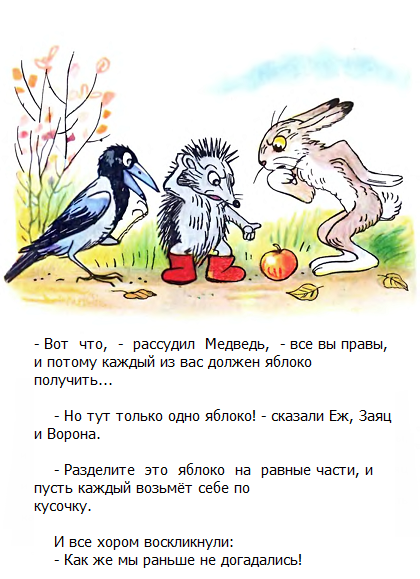 - Вот что, - рассудил Медведь, - все вы правы,
и потому каждый из вас должен яблоко
получить...
- Но тут только одно яблоко! - сказали Еж, Заяц
и Ворона.
- Разделите это яблоко на равные части, и
пусть каждый возьмёт себе по
кусочку.
И все хором воскликнули:
- Как же мы раньше не догадались!